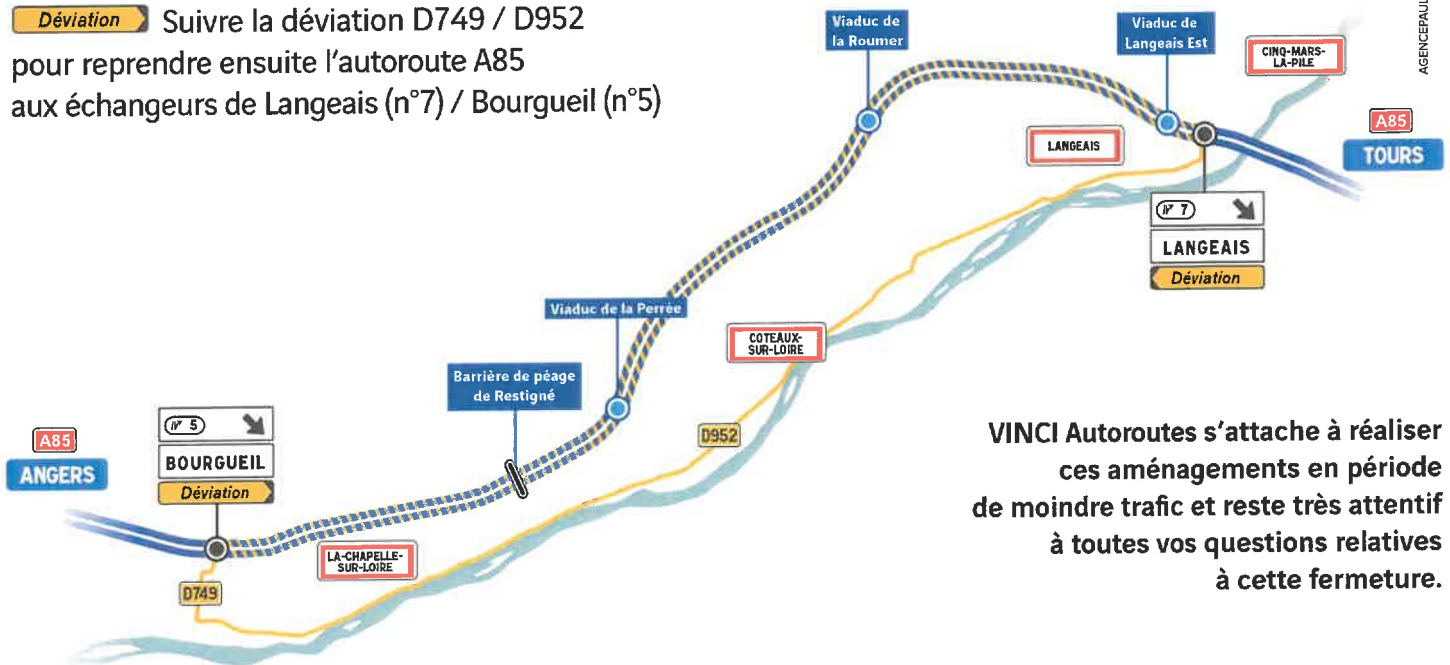 Déviation Suivre la déviation D749 / D952
pour reprendre ensuite l'autoroute A85
aux échangeurs de Langeais (n°7) / Bourgueil (n°5)
Viaduc de
la Roumer
Viaduc de
Langeais Est
CINQ-MARS-
LA-PILE
AGENCEPAUL
LANGEAIS
A85
TOURS
N° 7
LANGEAIS
Déviation
Viaduc de la Perrée
COTEAUX-
SUR-LOIRE
Barrière de péage
de Restigné
D952
A85
ANGERS
N° 5
BOURGUEIL
Déviation
LA-CHAPELLE-
SUR-LOIRE
D749
VINCI Autoroutes s'attache à réaliser
ces aménagements en période
de moindre trafic et reste très attentif
à toutes vos questions relatives
à cette fermeture.